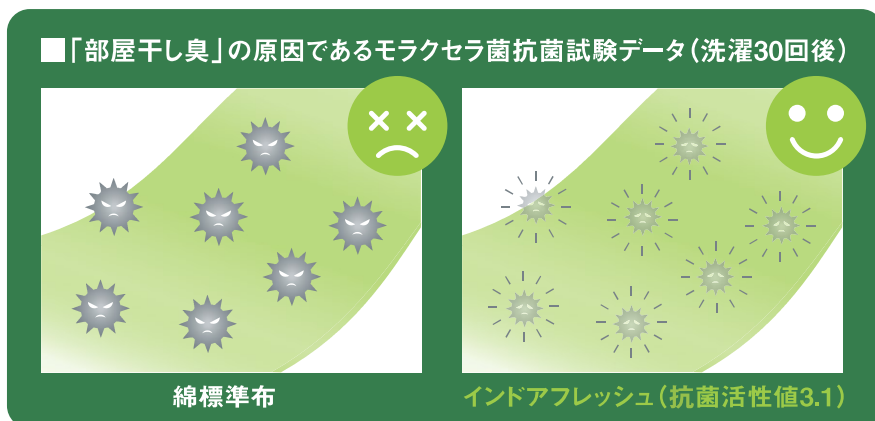 ■「部屋干し臭」の原因であるモラクセラ菌抗菌試験データ（洗濯30回後）
綿標準布
インドアフレッシュ（抗菌活性値3.1）